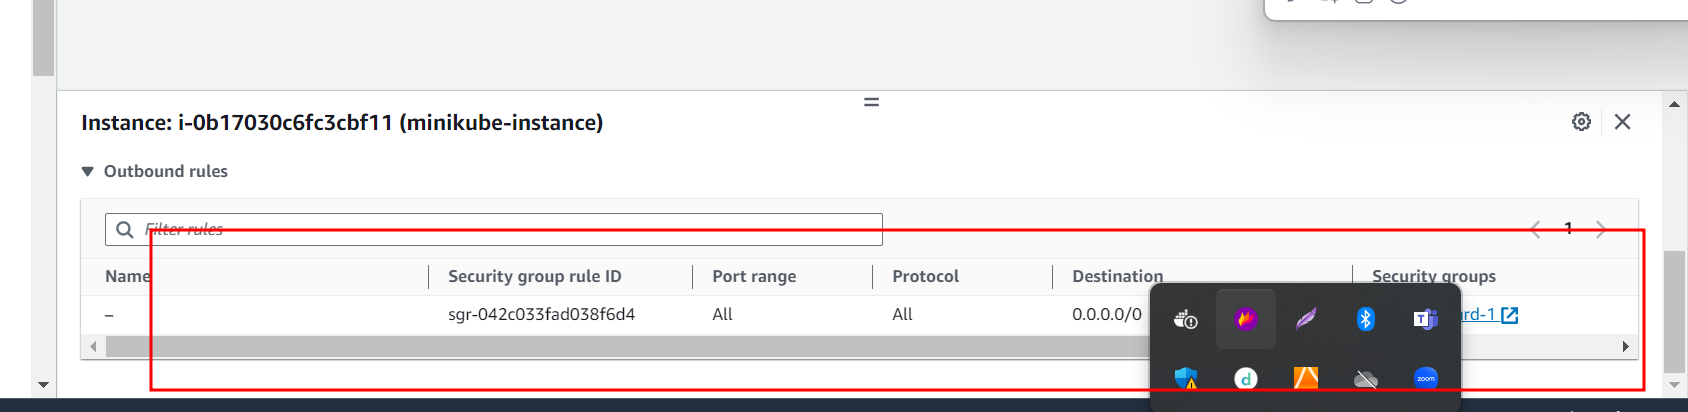 Instance: i-0b17030c6fc3cbf11 (minikube-instance)
Outbound rules
Filter rules
1
Name Security group rule ID Port range Protocol Destination Security groups
– sgr-042c033fad038f6d4 All All 0.0.0.0/0 rd-1
T
d
zoom